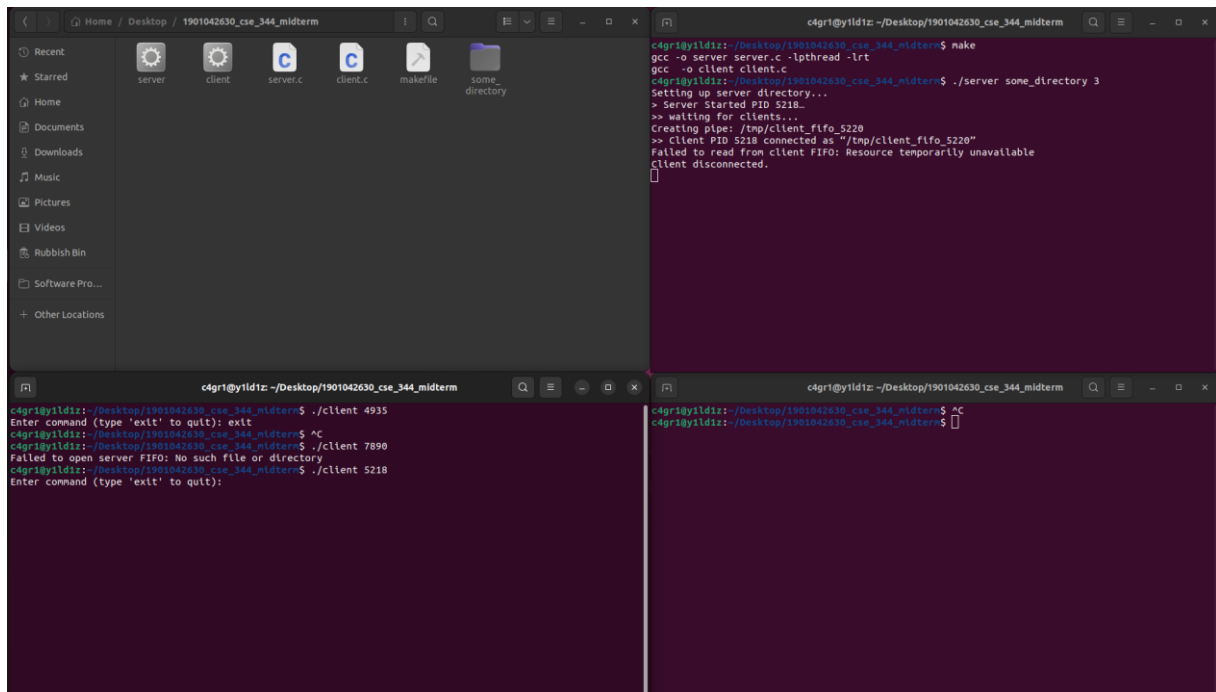 Home / Desktop / 1901042630_cse_344_midterm
Recent
Starred
Home
Documents
Downloads
Music
Pictures
Videos
Rubbish Bin
Software Pro...
+ Other Locations
server
client
server.c
client.c
makefile
some_
directory
c4gr1@y1ld1z: ~/Desktop/1901042630_cse_344_midterm
c4gr1@y1ld1z:~/Desktop/1901042630_cse_344_midterm$ make
gcc -o server server.c -lpthread -lrt
gcc  -o client client.c
c4gr1@y1ld1z:~/Desktop/1901042630_cse_344_midterm$ ./server some_directory 3
Setting up server directory...
> Server Started PID 5218…
>> waiting for clients...
Creating pipe: /tmp/client_fifo_5220
>> Client PID 5218 connected as “/tmp/client_fifo_5220”
Failed to read from client FIFO: Resource temporarily unavailable
Client disconnected.
c4gr1@y1ld1z: ~/Desktop/1901042630_cse_344_midterm
c4gr1@y1ld1z:~/Desktop/1901042630_cse_344_midterm$ ./client 4935
Enter command (type 'exit' to quit): exit
c4gr1@y1ld1z:~/Desktop/1901042630_cse_344_midterm$ ^C
c4gr1@y1ld1z:~/Desktop/1901042630_cse_344_midterm$ ./client 7890
Failed to open server FIFO: No such file or directory
c4gr1@y1ld1z:~/Desktop/1901042630_cse_344_midterm$ ./client 5218
Enter command (type 'exit' to quit):
c4gr1@y1ld1z: ~/Desktop/1901042630_cse_344_midterm
c4gr1@y1ld1z:~/Desktop/1901042630_cse_344_midterm$ ^C
c4gr1@y1ld1z:~/Desktop/1901042630_cse_344_midterm$